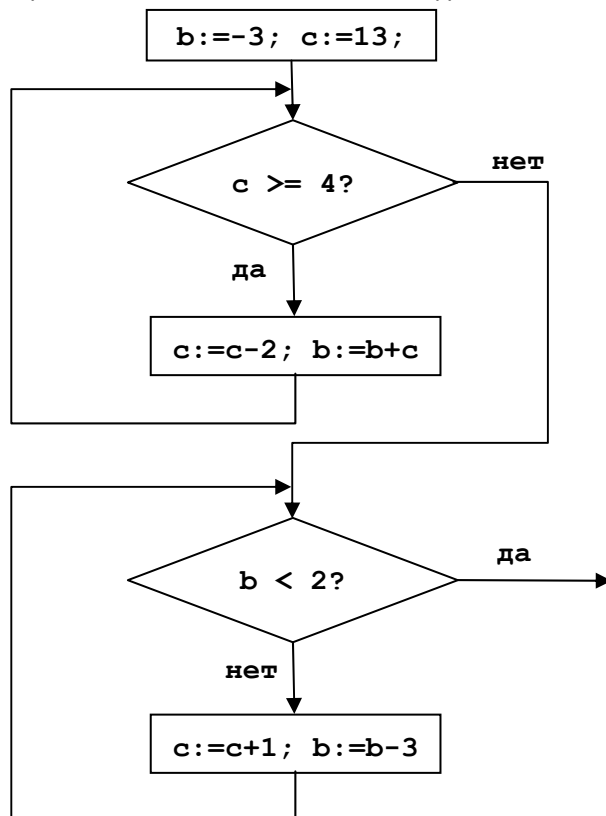 b:=-3; c:=13;
c >= 4?
нет
да
c:=c-2; b:=b+c
b < 2?
да
нет
c:=c+1; b:=b-3